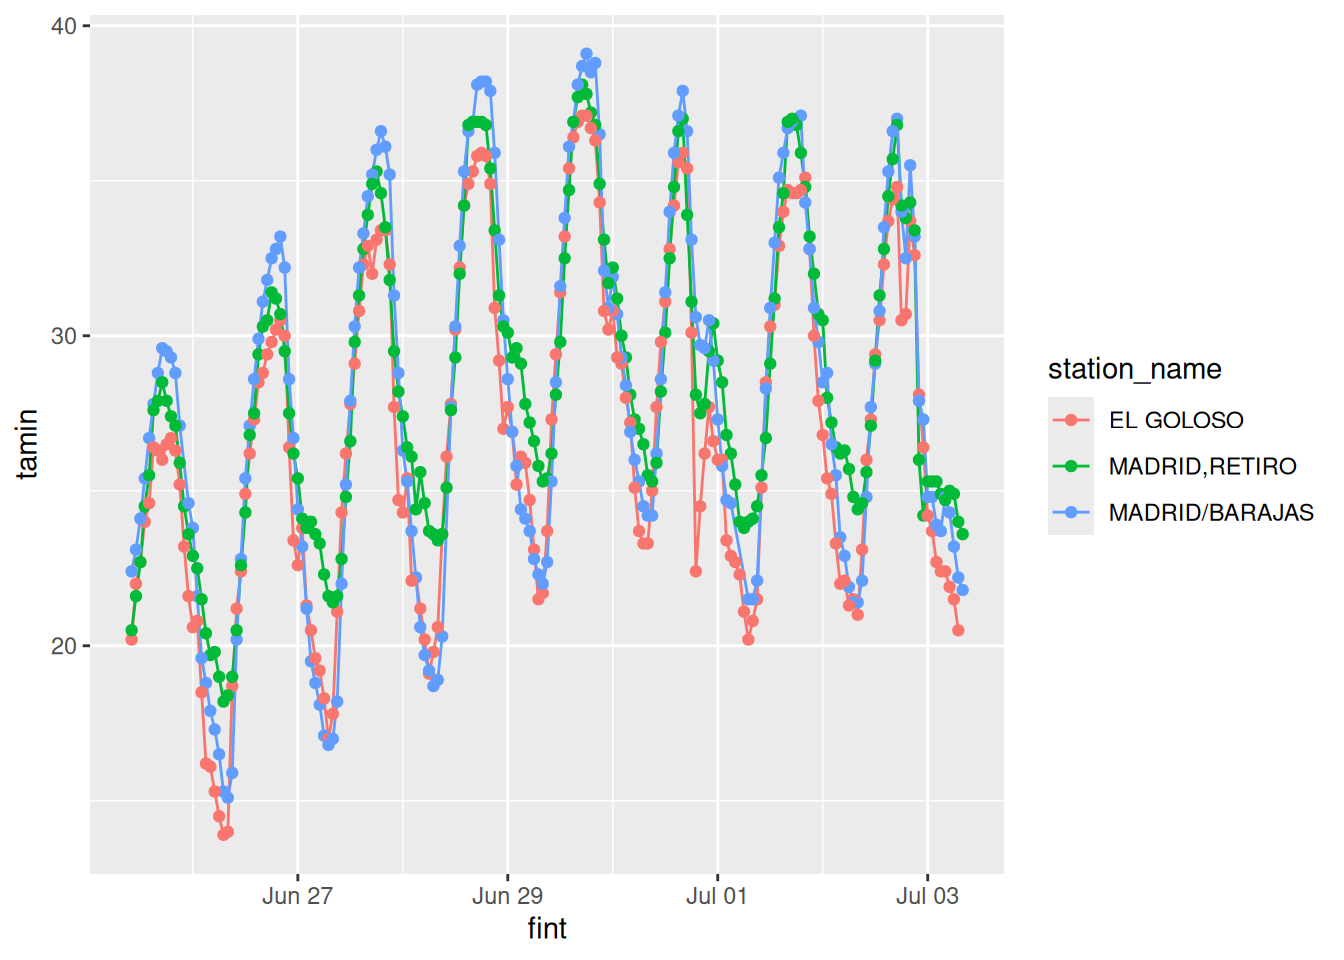 40
30
20
tamin
Jun 27
Jun 29
Jul 01
Jul 03
fint
station_name
EL GOLOSO
MADRID,RETIRO
MADRID/BARAJAS